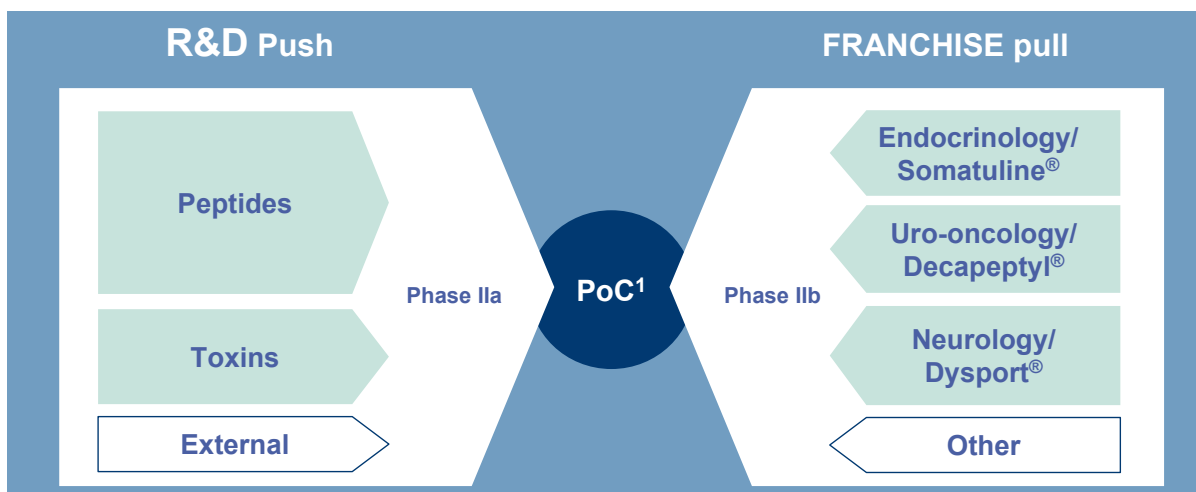 R&D Push
Peptides
Toxins
External
Phase IIa
PoC¹
FRANCHISE pull
Phase IIb
Endocrinology/
Somatuline®
Uro-oncology/
Decapeptyl®
Neurology/
Dysport®
Other